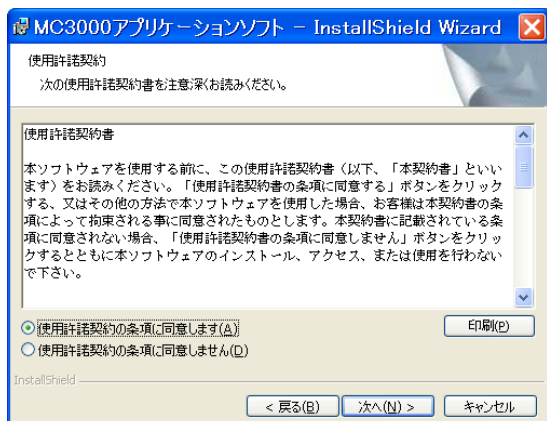 MC3000アプリケーションソフト - InstallShield Wizard
使用許諾契約
次の使用許諾契約書を注意深くお読みください。
使用許諾契約書
本ソフトウェアを使用する前に、この使用許諾契約書（以下、「本契約書」といい
ます）をお読みください。「使用許諾契約書の条項に同意する」ボタンをクリック
する、又はその他の方法で本ソフトウェアを使用した場合、お客様は本契約書の条
項によって拘束される事に同意されたものとします。本契約書に記載されている条
項に同意されない場合、「使用許諾契約書の条項に同意しません」ボタンをクリッ
クするとともに本ソフトウェアのインストール、アクセス、または使用を行わない
で下さい。
使用許諾契約の条項に同意します(A)
印刷(P)
使用許諾契約の条項に同意しません(D)
InstallShield
< 戻る(B)
次へ(N) >
キャンセル